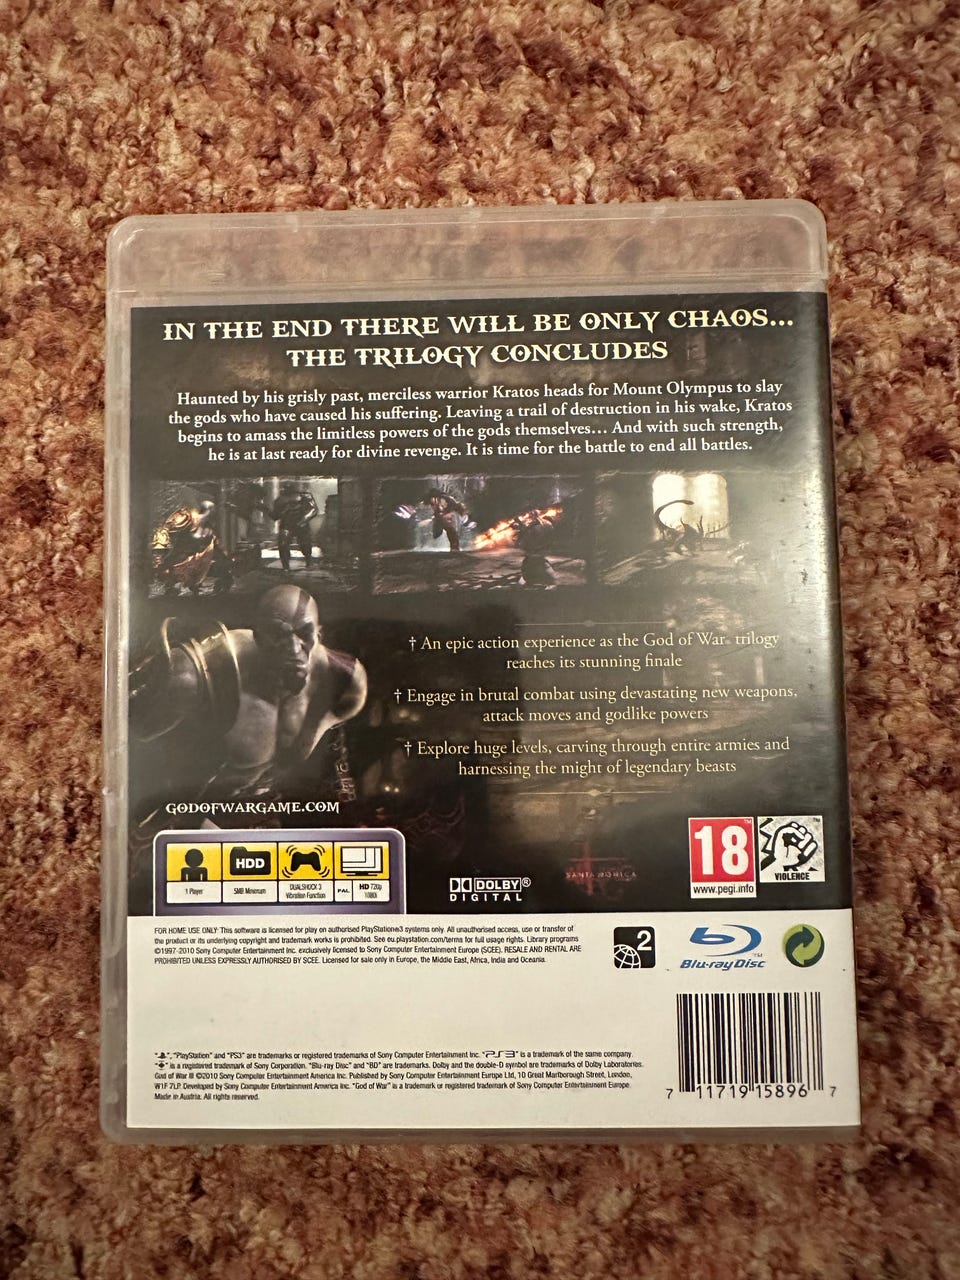 IN THE END THERE WILL BE ONLY CHAOS...
THE TRILOGY CONCLUDES
Haunted by his grisly past, merciless warrior Kratos heads for Mount Olympus to slay
the gods who have caused his suffering. Leaving a trail of destruction in his wake, Kratos
begins to amass the limitless powers of the gods themselves... And with such strength,
he is at last ready for divine revenge. It is time for the battle to end all battles.
† An epic action experience as the God of War® trilogy
reaches its stunning finale
† Engage in brutal combat using devastating new weapons,
attack moves and godlike powers
† Explore huge levels, carving through entire armies and
harnessing the might of legendary beasts
GODOFWARGAME.COM
HDD
1 Player
5MB Minimum
DUALSHOCK 3
Vibration Function
PAL
HD 720p
1080i
DOLBY®
DIGITAL
SANTA MONICA
18™
www.pegi.info
™
VIOLENCE
FOR HOME USE ONLY: This software is licensed for play on authorised PlayStation®3 systems only. All unauthorised access, use or transfer of
the product or its underlying copyright and trademark works is prohibited. See eu.playstation.com/terms for full usage rights. Library programs
©1997-2010 Sony Computer Entertainment Inc. exclusively licensed to Sony Computer Entertainment Europe (SCEE). RESALE AND RENTAL ARE
PROHIBITED UNLESS EXPRESSLY AUTHORISED BY SCEE. Licensed for sale only in Europe, the Middle East, Africa, India and Oceania.
2
Blu-ray Disc™
" ", "PlayStation" and "PS3" are trademarks or registered trademarks of Sony Computer Entertainment Inc. "PS3" is a trademark of the same company.
" " is a registered trademark of Sony Corporation. "Blu-ray Disc" and "BD" are trademarks. Dolby and the double-D symbol are trademarks of Dolby Laboratories.
God of War III ©2010 Sony Computer Entertainment America Inc. Published by Sony Computer Entertainment Europe Ltd, 10 Great Marlborough Street, London,
W1F 7LP. Developed by Sony Computer Entertainment America Inc. "God of War" is a trademark or registered trademark of Sony Computer Entertainment Europe.
Made in Austria. All rights reserved.
7 11719 15896 7